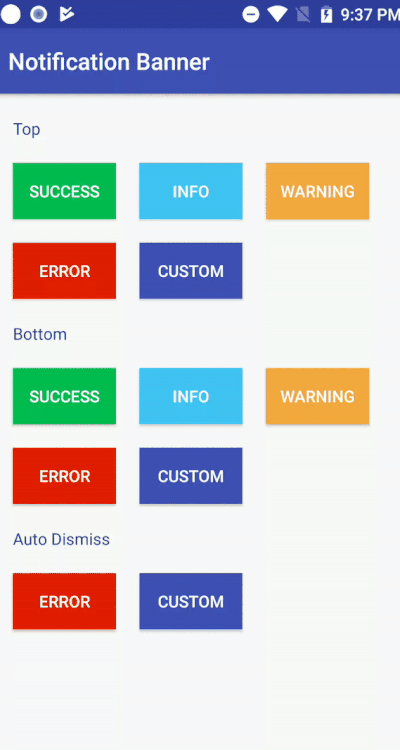 9:37 PM
Notification Banner
Top
SUCCESS INFO WARNING
ERROR CUSTOM
Bottom
SUCCESS INFO WARNING
ERROR CUSTOM
Auto Dismiss
ERROR CUSTOM